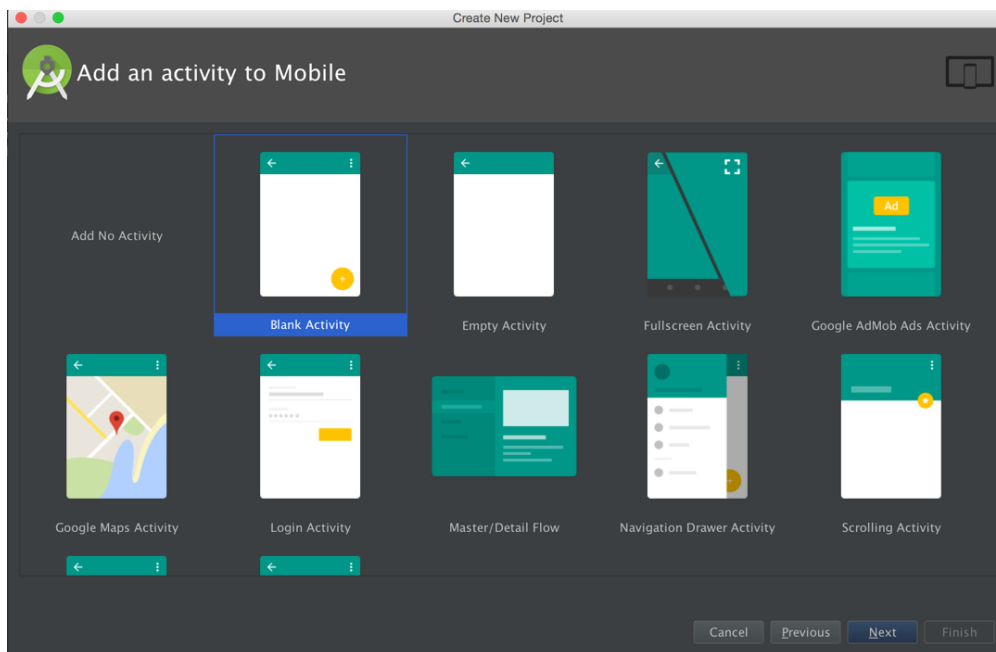 Create New Project
Add an activity to Mobile
Add No Activity
Blank Activity
Empty Activity
Fullscreen Activity
Ad
Google AdMob Ads Activity
Google Maps Activity
Login Activity
Master/Detail Flow
Navigation Drawer Activity
Scrolling Activity
Cancel
Previous
Next
Finish